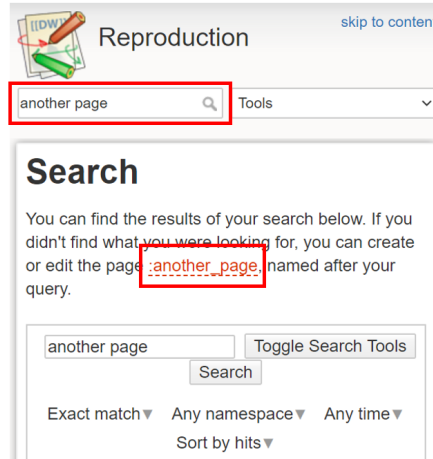 [[DW]]
Reproduction
skip to conten
another page
Tools
Search
You can find the results of your search below. If you
didn't find what you were looking for, you can create
or edit the page :another_page, named after your
query.
another page
Toggle Search Tools
Search
Exact match▼ Any namespace▼ Any time▼
Sort by hits▼